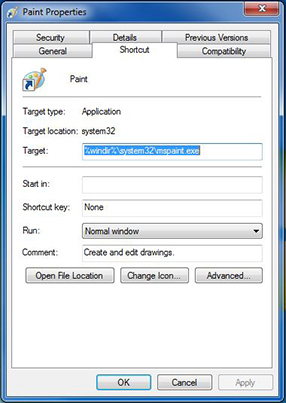 Paint Properties
Security Details Previous Versions
General Shortcut Compatibility
Paint
Target type: Application
Target location: system32
Target: %windir%\system32\mspaint.exe
Start in:
Shortcut key: None
Run: Normal window
Comment: Create and edit drawings.
Open File Location Change Icon... Advanced...
OK Cancel Apply